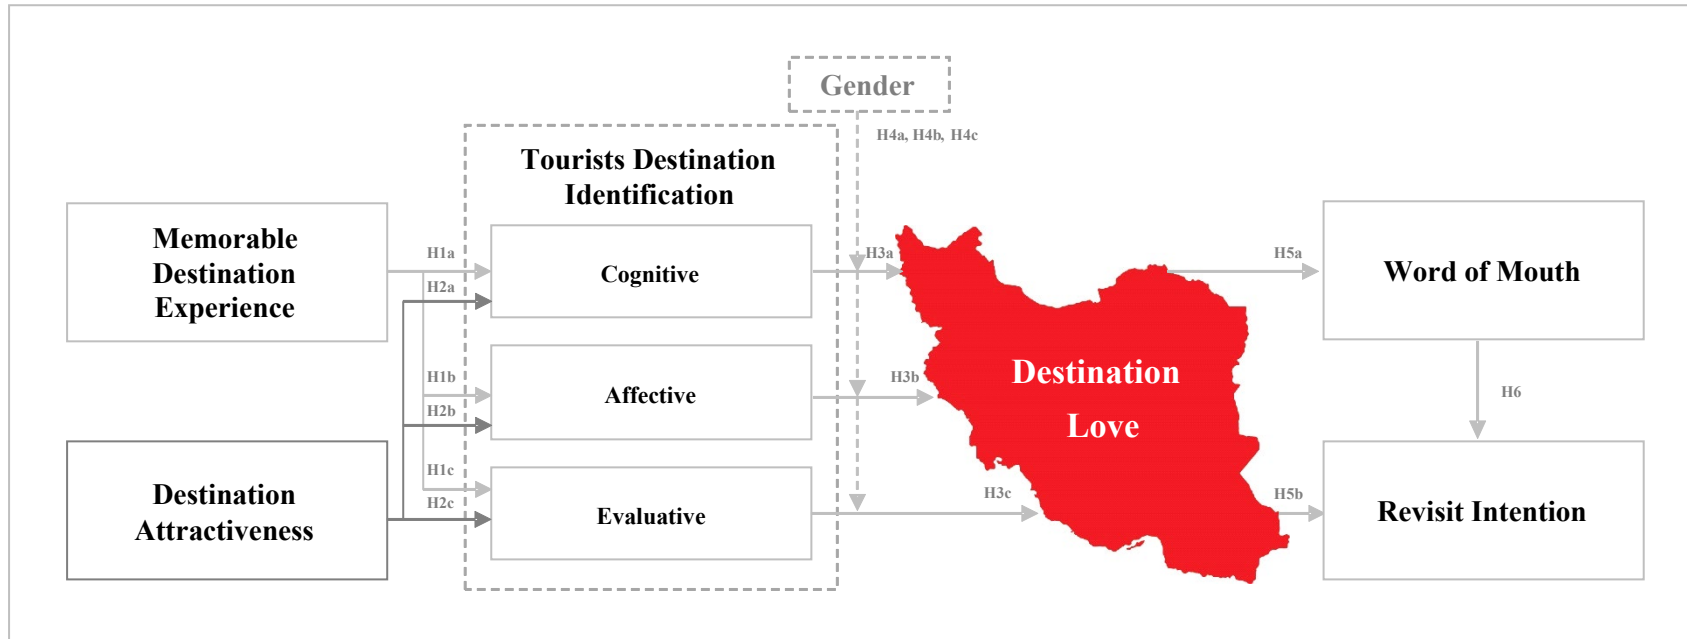 Gender
H4a, H4b, H4c
Tourists Destination
Identification
Memorable
Destination
Experience
H1a
H2a
Cognitive
H3a
H5a
Word of Mouth
H1b
H2b
Affective
H3b
Destination
Love
H6
Destination
Attractiveness
H1c
H2c
Evaluative
H3c
H5b
Revisit Intention